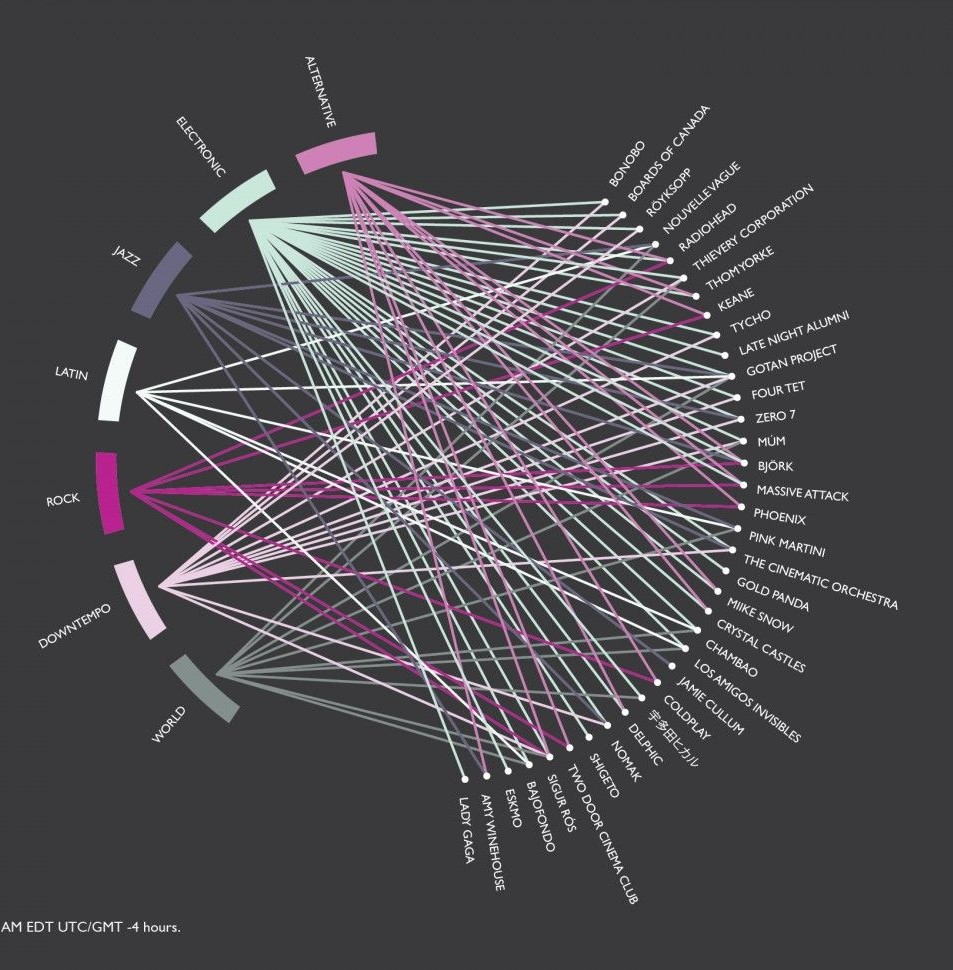 ALTERNATIVE
ELECTRONIC
JAZZ
LATIN
ROCK
DOWNTEMPO
WORLD
BONOBO
BOARDS OF CANADA
RÖYKSOPP
NOUVELLE VAGUE
RADIOHEAD
THIEVERY CORPORATION
THOM YORKE
KEANE
TYCHO
LATE NIGHT ALUMNI
GOTAN PROJECT
FOUR TET
ZERO 7
MÚM
BJÖRK
MASSIVE ATTACK
PHOENIX
PINK MARTINI
THE CINEMATIC ORCHESTRA
GOLD PANDA
MIIKE SNOW
CRYSTAL CASTLES
CHAMBAO
LOS AMIGOS INVISIBLES
JAMIE CULLUM
COLDPLAY
宇多田ヒカル
DELPHIC
NOMAK
SHIGETO
TWO DOOR CINEMA CLUB
SIGUR RÓS
BAJOFONDO
ESKMO
AMY WINEHOUSE
LADY GAGA
AM EDT UTC/GMT -4 hours.